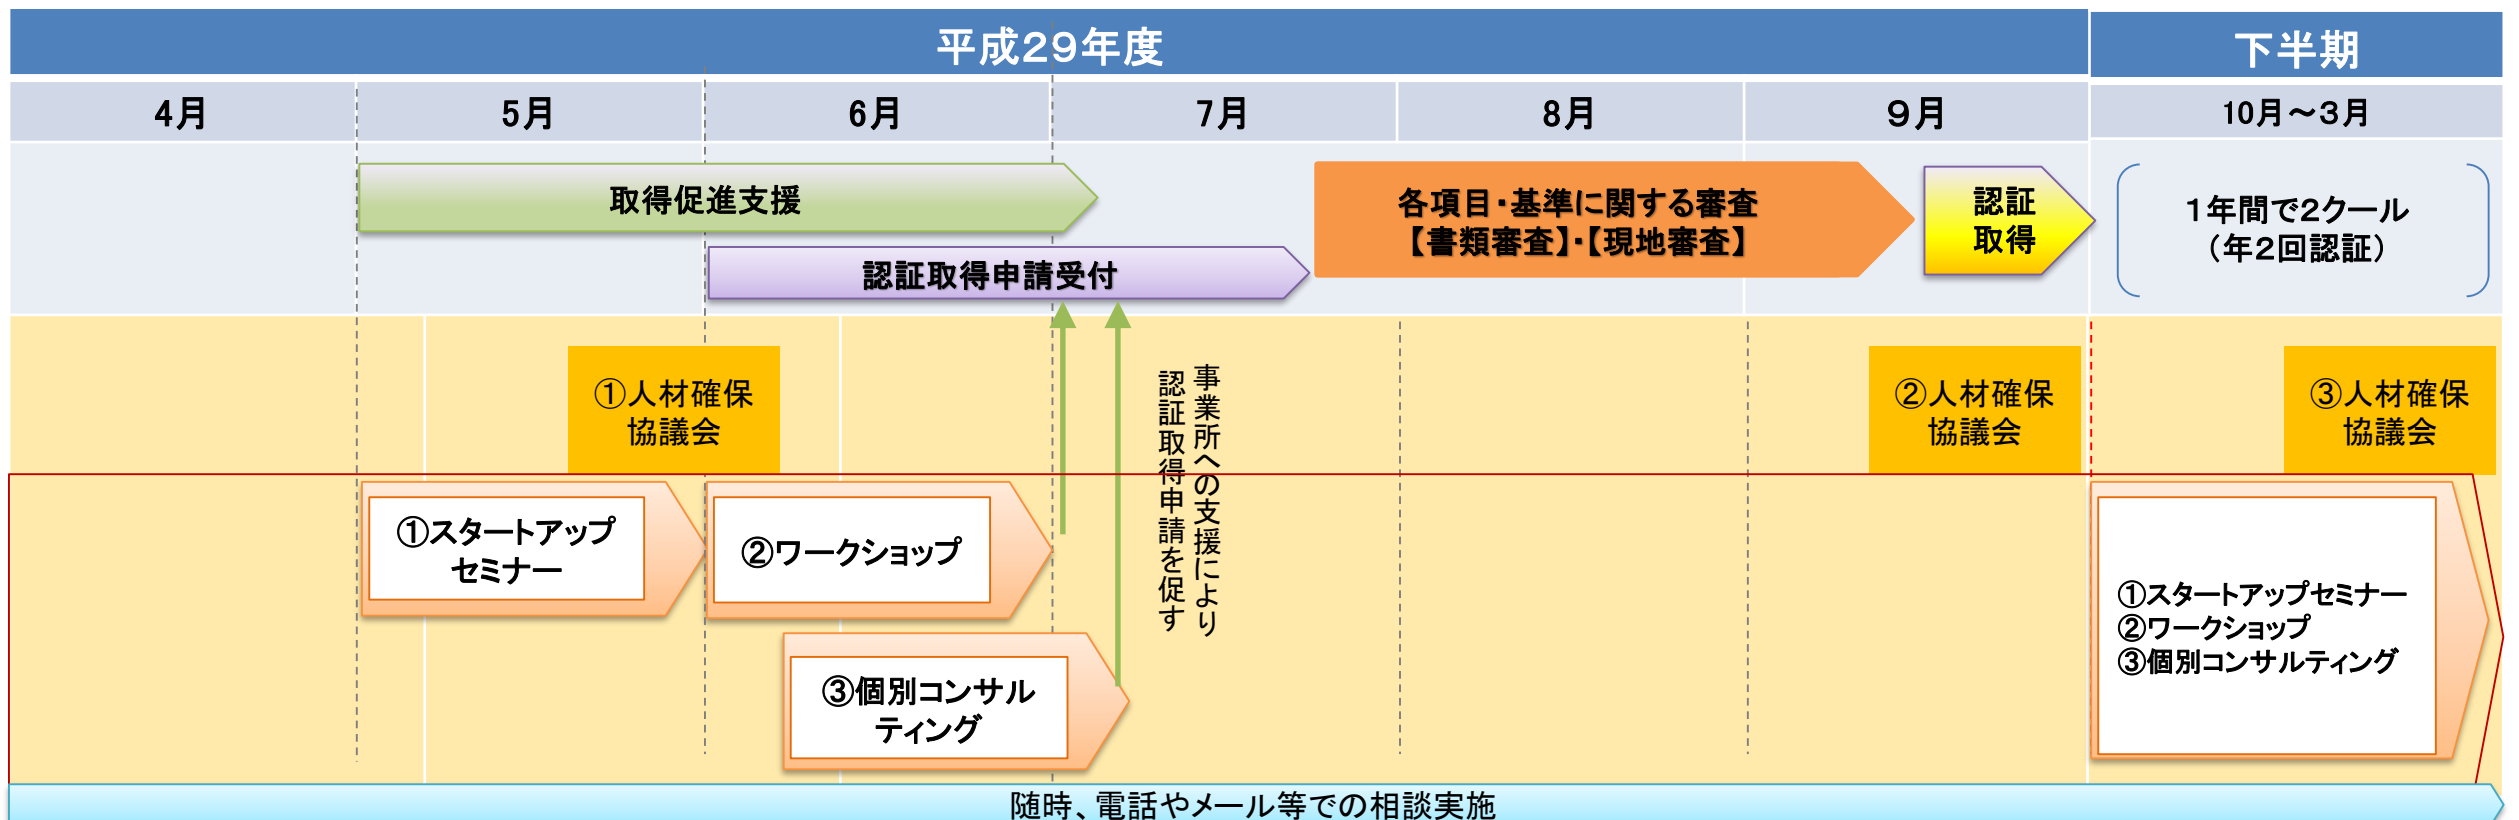 平成29年度
下半期
4月
5月
6月
7月
8月
9月
10月～3月
取得促進支援
認証取得申請受付
各項目・基準に関する審査
【書類審査】・【現地審査】
認証
取得
1年間で2クール
（年2回認証）
①人材確保
協議会
②人材確保
協議会
③人材確保
協議会
事業所への支援により
認証取得申請を促す
①スタートアップ
セミナー
②ワークショップ
③個別コンサル
ティング
①スタートアップセミナー
②ワークショップ
③個別コンサルティング
随時、電話やメール等での相談実施